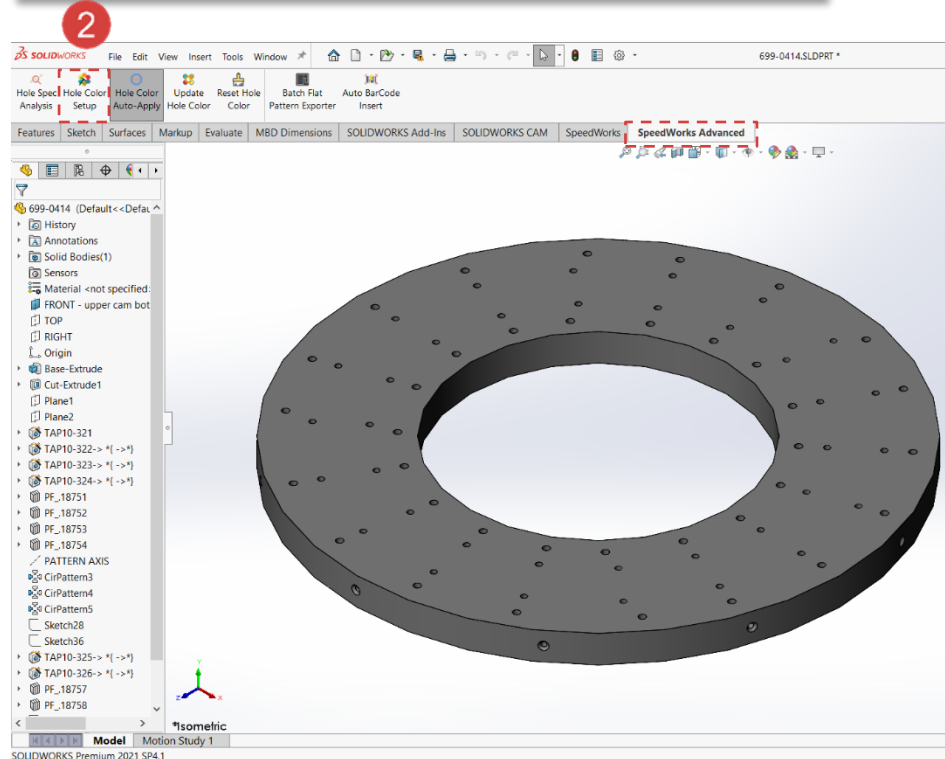 2
SOLIDWORKS File Edit View Insert Tools Window 699-0414.SLDPRT *
Hole Spec Hole Color Hole Color Update Reset Hole Batch Flat Auto BarCode
Analysis Setup Auto-Apply Hole Color Color Pattern Exporter Insert
Features Sketch Surfaces Markup Evaluate MBD Dimensions SOLIDWORKS Add-Ins SOLIDWORKS CAM SpeedWorks SpeedWorks Advanced
699-0414 (Default<<Defau
History
Annotations
Solid Bodies(1)
Sensors
Material <not specified>
FRONT - upper cam bot
TOP
RIGHT
Origin
Base-Extrude
Cut-Extrude1
Plane1
Plane2
TAP10-321
TAP10-322-> *{ ->*}
TAP10-323-> *{ ->*}
TAP10-324-> *{ ->*}
PF_.18751
PF_.18752
PF_.18753
PF_.18754
PATTERN AXIS
CirPattern3
CirPattern4
CirPattern5
Sketch28
Sketch36
TAP10-325-> *{ ->*}
TAP10-326-> *{ ->*}
PF_.18757
PF_.18758
Y
Z X
*Isometric
Model Motion Study 1
SOLIDWORKS Premium 2021 SP4.1